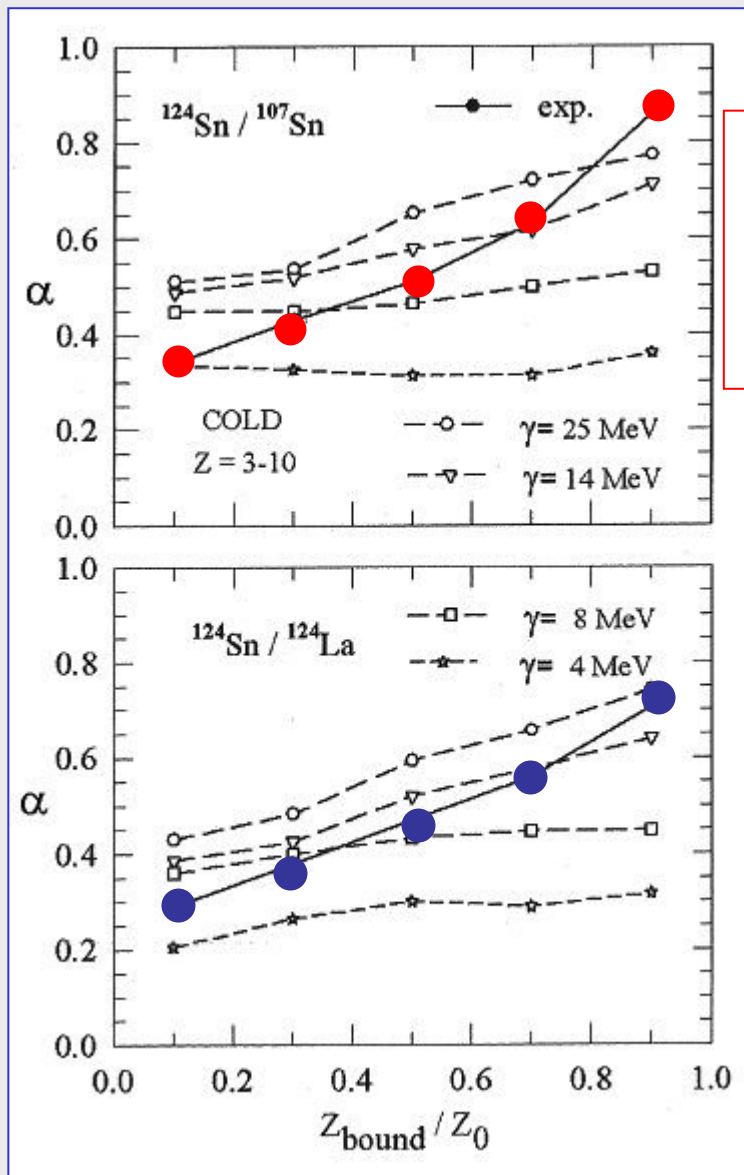 1.0
¹²⁴Sn / ¹⁰⁷Sn
exp.
0.8
0.6
α
0.4
0.2
COLD
Z = 3-10
γ= 25 MeV
γ= 14 MeV
0.0
1.0
¹²⁴Sn / ¹²⁴La
γ= 8 MeV
γ= 4 MeV
0.8
0.6
α
0.4
0.2
0.0
0.0 0.2 0.4 0.6 0.8 1.0
Z_bound / Z_0